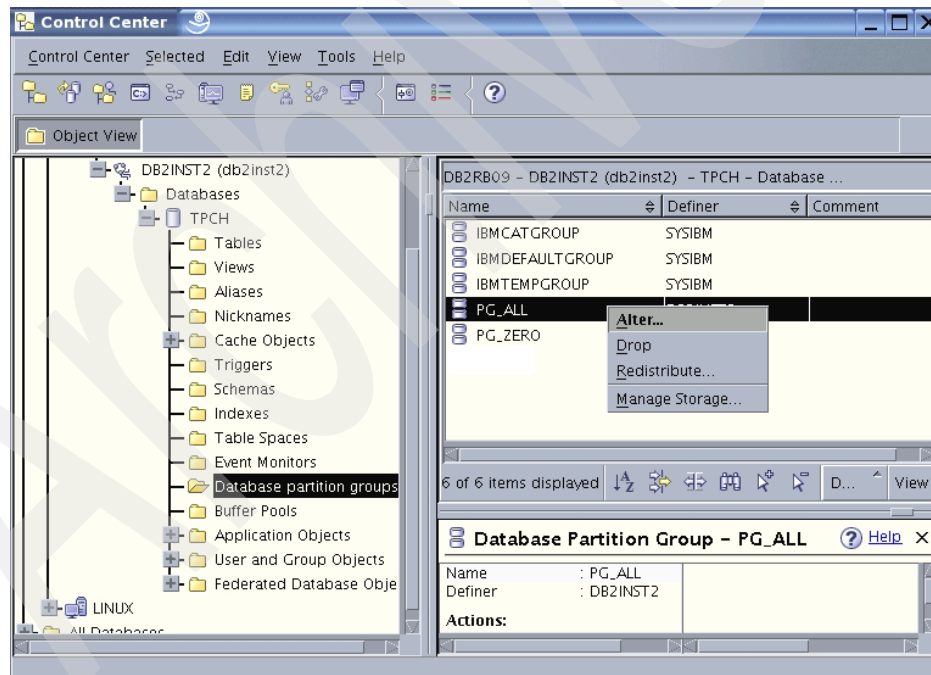 Control Center
Control Center Selected Edit View Tools Help
Object View
DB2INST2 (db2inst2)
Databases
TPCH
Tables
Views
Aliases
Nicknames
Cache Objects
Triggers
Schemas
Indexes
Table Spaces
Event Monitors
Database partition groups
Buffer Pools
Application Objects
User and Group Objects
Federated Database Obje
LINUX
All Databases
DB2RB09 – DB2INST2 (db2inst2) – TPCH – Database ...
Name Definer Comment
IBMCATGROUP SYSIBM
IBMDEFAULTGROUP SYSIBM
IBMTEMPGROUP SYSIBM
PG_ALL
PG_ZERO
Alter...
Drop
Redistribute...
Manage Storage...
6 of 6 items displayed D... View
Database Partition Group – PG_ALL Help
Name : PG_ALL
Definer : DB2INST2
Actions: